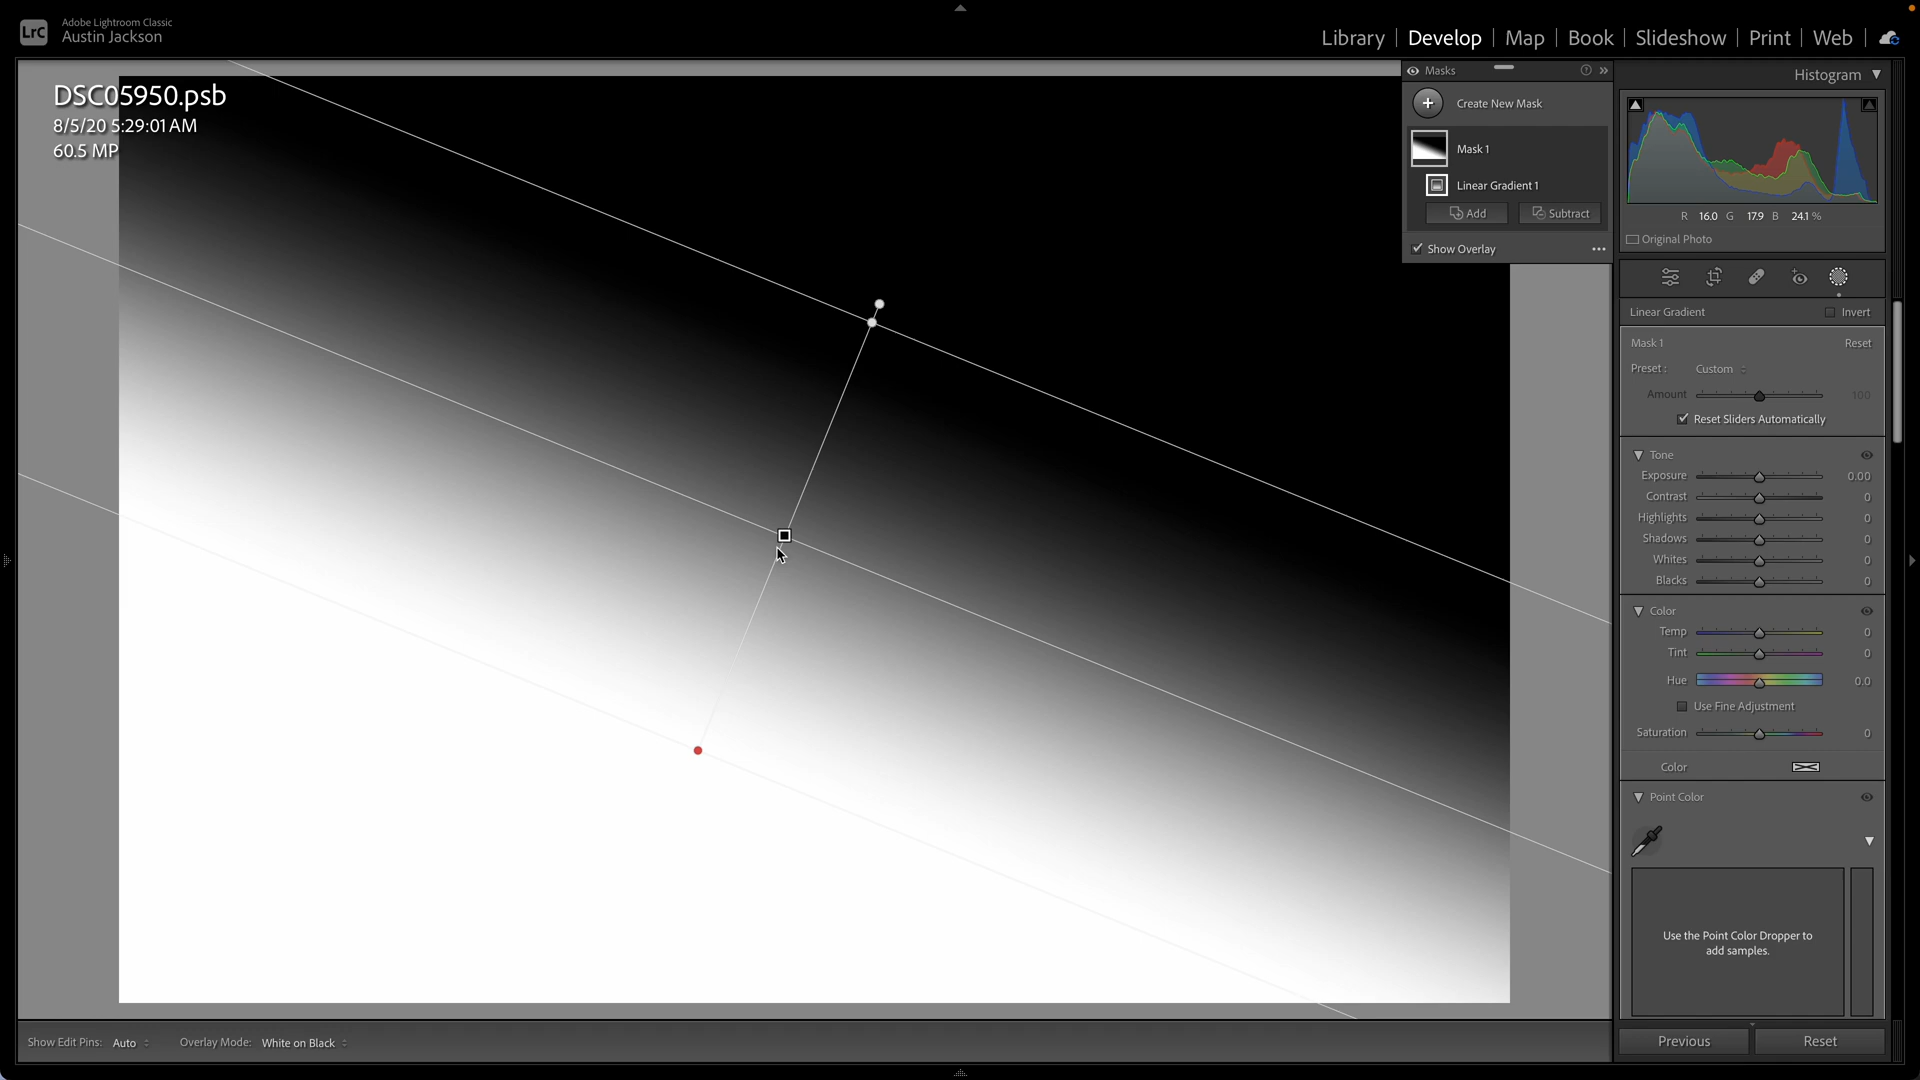 LrC
Adobe Lightroom Classic
Austin Jackson
Library | Develop | Map | Book | Slideshow | Print | Web
DSC05950.psb
8/5/20 5:29:01 AM
60.5 MP
Masks
Create New Mask
Mask 1
Linear Gradient 1
Add Subtract
Show Overlay
Histogram
R 16.0 G 17.9 B 24.1 %
Original Photo
Linear Gradient Invert
Mask 1 Reset
Preset: Custom
Amount 100
Reset Sliders Automatically
Tone
Exposure 0.00
Contrast 0
Highlights 0
Shadows 0
Whites 0
Blacks 0
Color
Temp 0
Tint 0
Hue 0.0
Use Fine Adjustment
Saturation 0
Color
Point Color
Use the Point Color Dropper to
add samples.
Previous Reset
Show Edit Pins: Auto Overlay Mode: White on Black